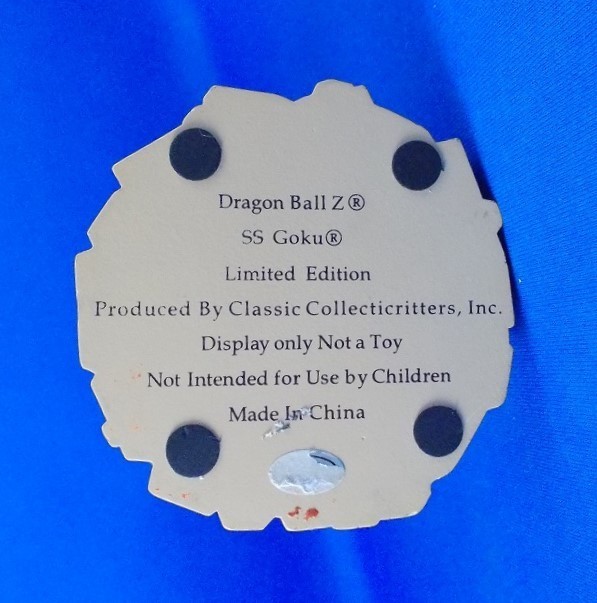 Dragon Ball Z®
SS Goku®
Limited Edition
Produced By Classic Collecticritters, Inc.
Display only Not a Toy
Not Intended for Use by Children
Made In China